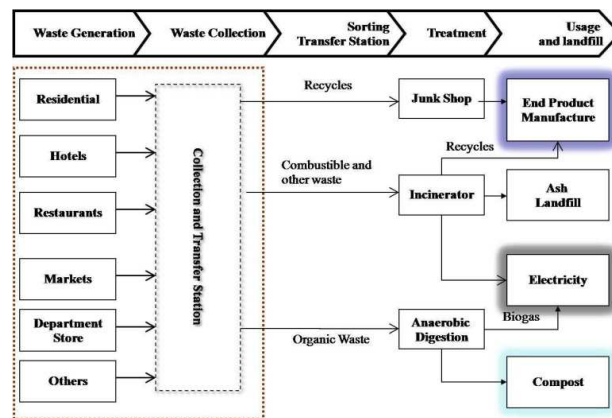 Waste Generation
Waste Collection
Sorting
Transfer Station
Treatment
Usage
and landfill
Residential
Hotels
Restaurants
Markets
Department
Store
Others
Collection and Transfer Station
Recycles
Combustible and
other waste
Organic Waste
Junk Shop
Incinerator
Anaerobic
Digestion
End Product
Manufacture
Recycles
Ash
Landfill
Electricity
Biogas
Compost